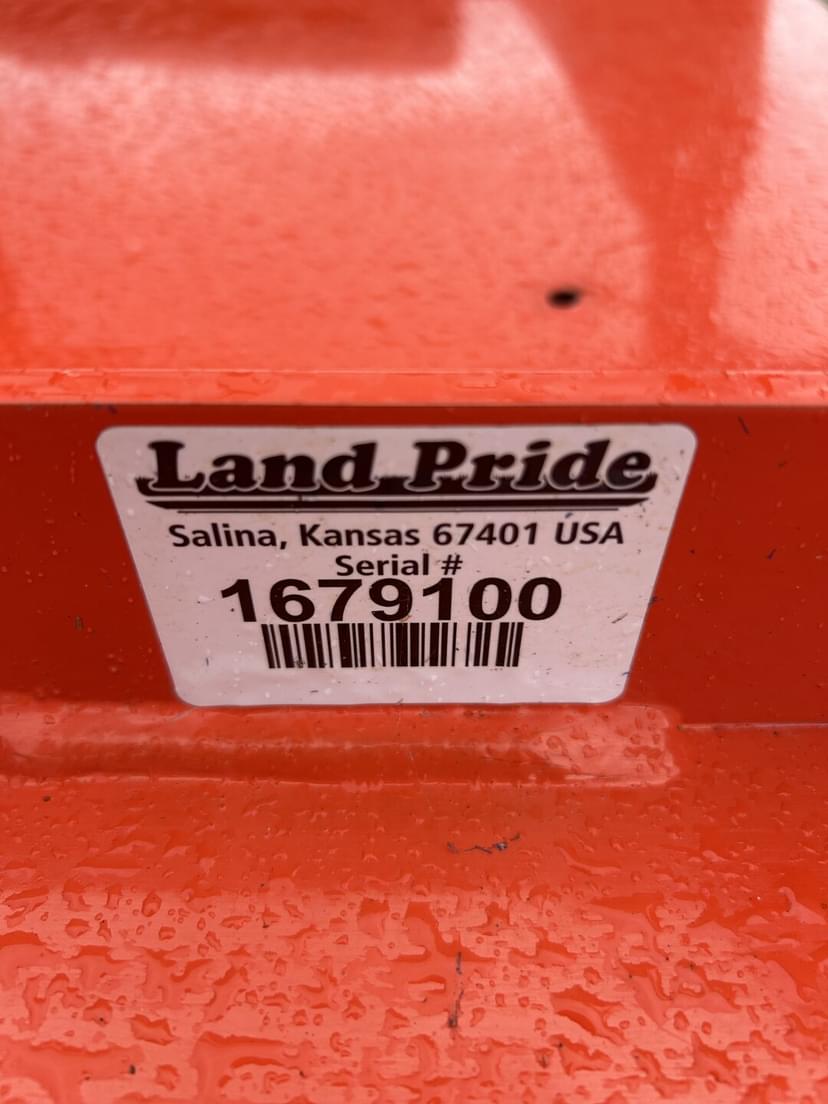 Land Pride
Salina, Kansas 67401 USA
Serial #
1679100